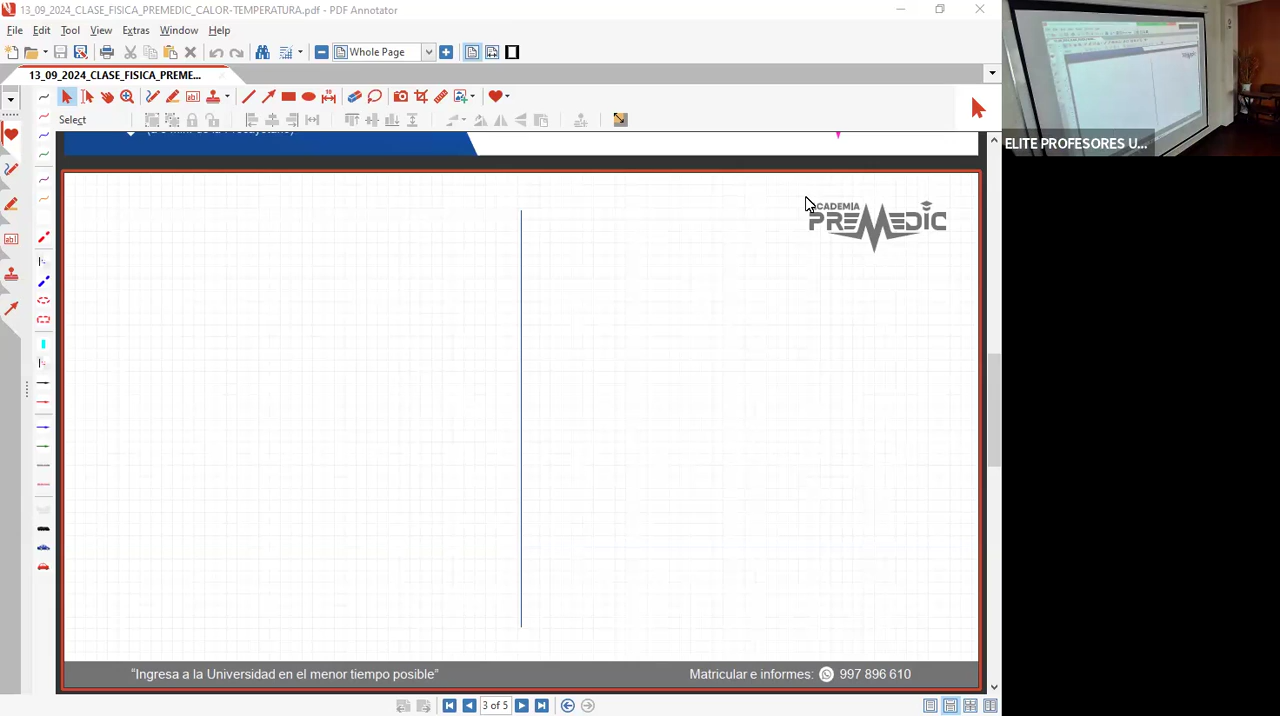 13_09_2024_CLASE_FISICA_PREMEDIC_CALOR-TEMPERATURA.pdf - PDF Annotator
File Edit Tool View Extras Window Help
Whole Page
13_09_2024_CLASE_FISICA_PREME...
Select
ELITE PROFESORES U...
ACADEMIA
PREMEDIC
“Ingresa a la Universidad en el menor tiempo posible”
Matricular e informes: 997 896 610
3 of 5